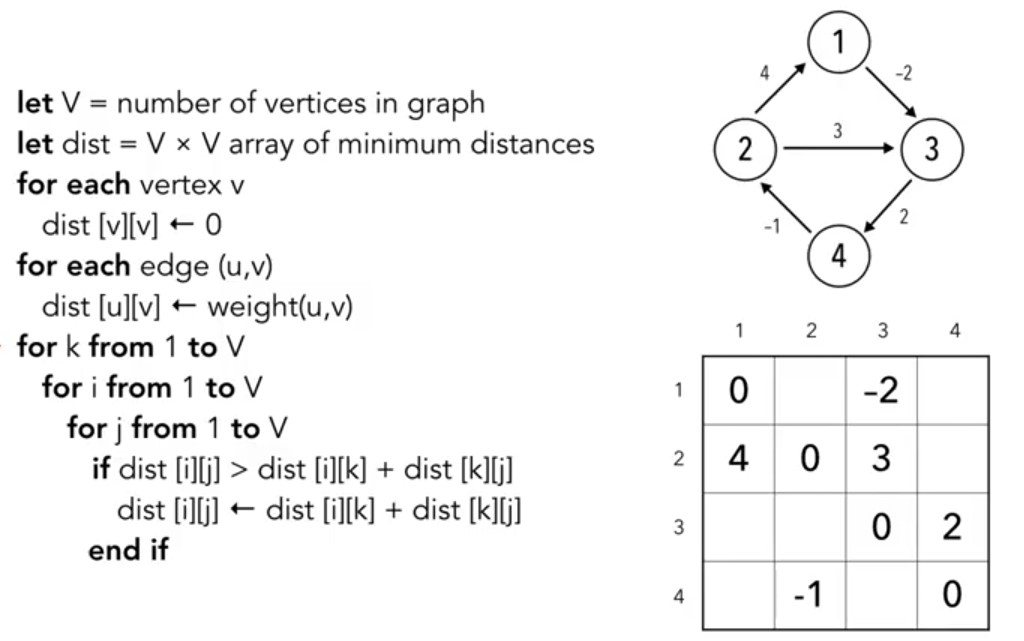 let V = number of vertices in graph
let dist = V × V array of minimum distances
for each vertex v
dist [v][v] ← 0
for each edge (u,v)
dist [u][v] ← weight(u,v)
for k from 1 to V
for i from 1 to V
for j from 1 to V
if dist [i][j] > dist [i][k] + dist [k][j]
dist [i][j] ← dist [i][k] + dist [k][j]
end if
1
4
-2
2
3
3
-1
2
4
1 2 3 4
1 0 -2
2 4 0 3
3 0 2
4 -1 0